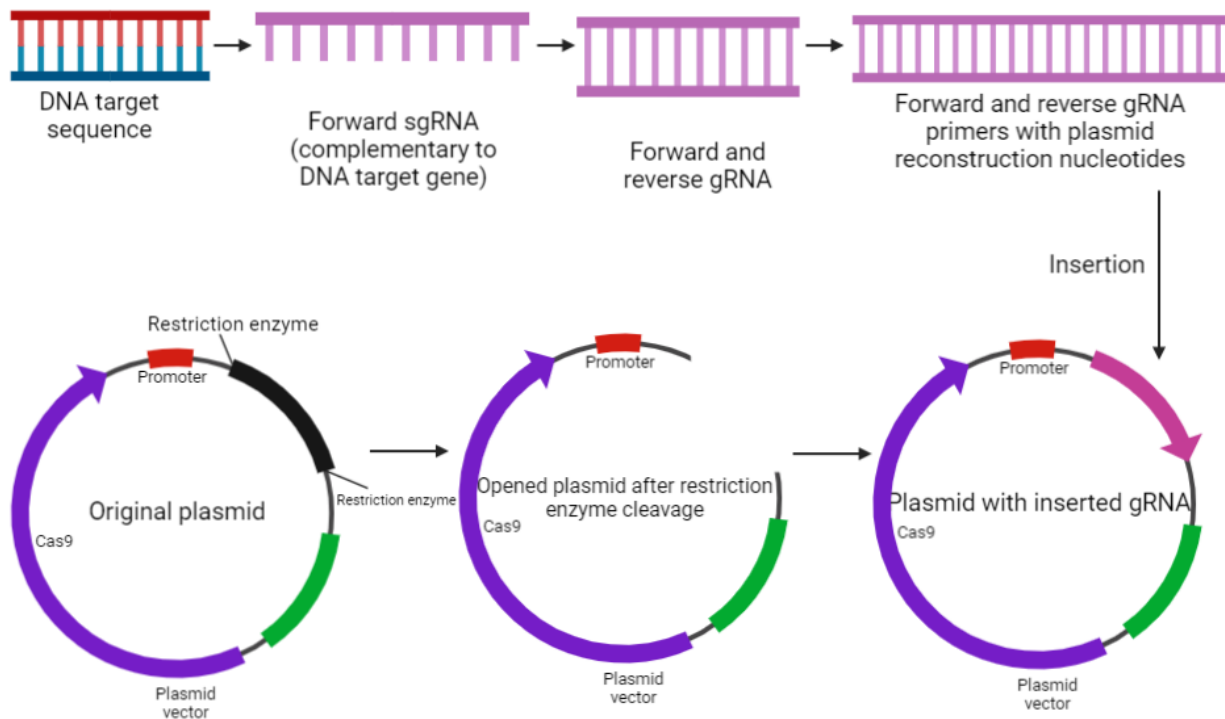 DNA target
sequence
Forward sgRNA
(complementary to
DNA target gene)
Forward and
reverse gRNA
Forward and reverse gRNA
primers with plasmid
reconstruction nucleotides
Insertion
Restriction enzyme
Promoter
Restriction enzyme
Original plasmid
Cas9
Plasmid
vector
Promoter
Opened plasmid after restriction
enzyme cleavage
Cas9
Plasmid
vector
Promoter
Plasmid with inserted gRNA
Cas9
Plasmid
vector